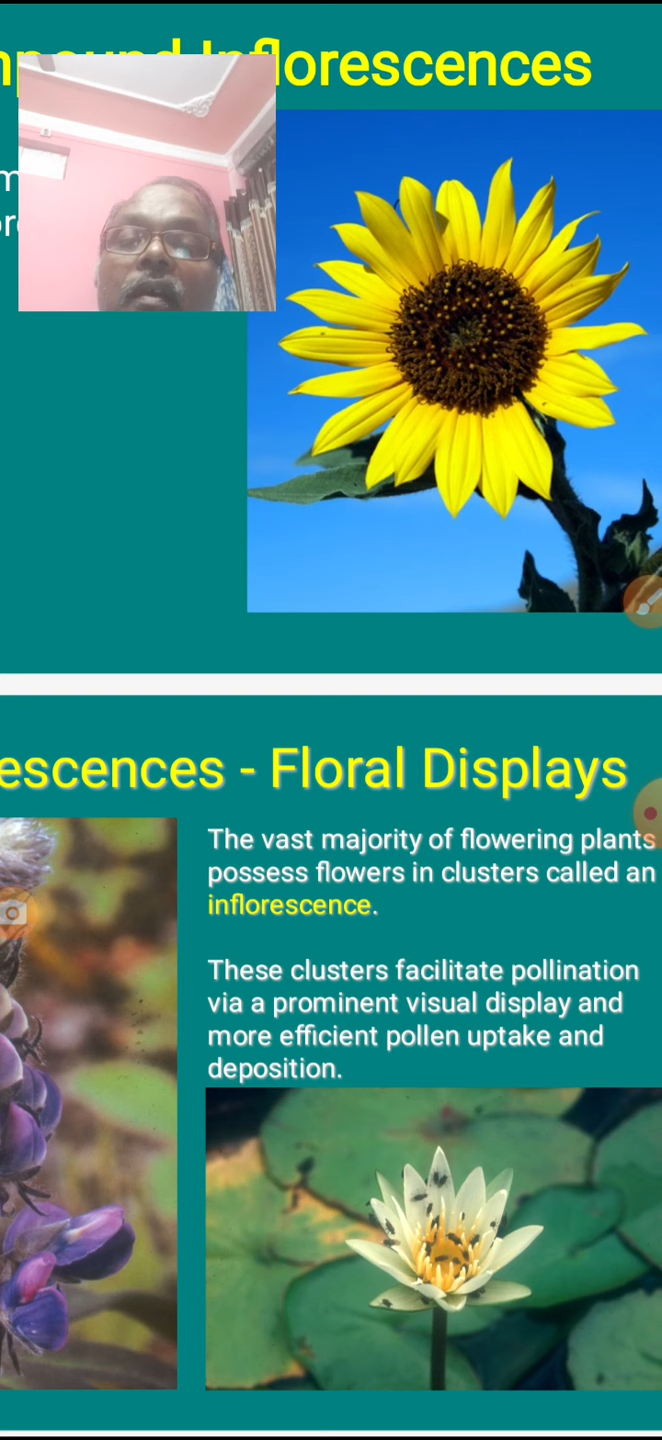 Inflorescences
escences - Floral Displays
The vast majority of flowering plants
possess flowers in clusters called an
inflorescence.
These clusters facilitate pollination
via a prominent visual display and
more efficient pollen uptake and
deposition.